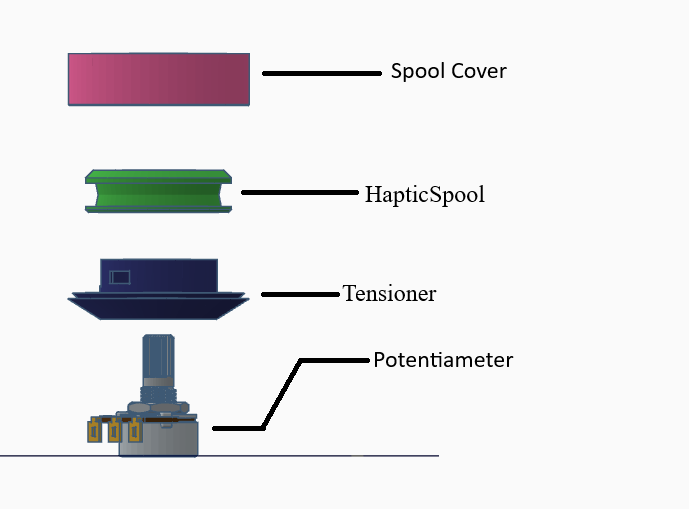 Spool Cover
HapticSpool
Tensioner
Potentiameter